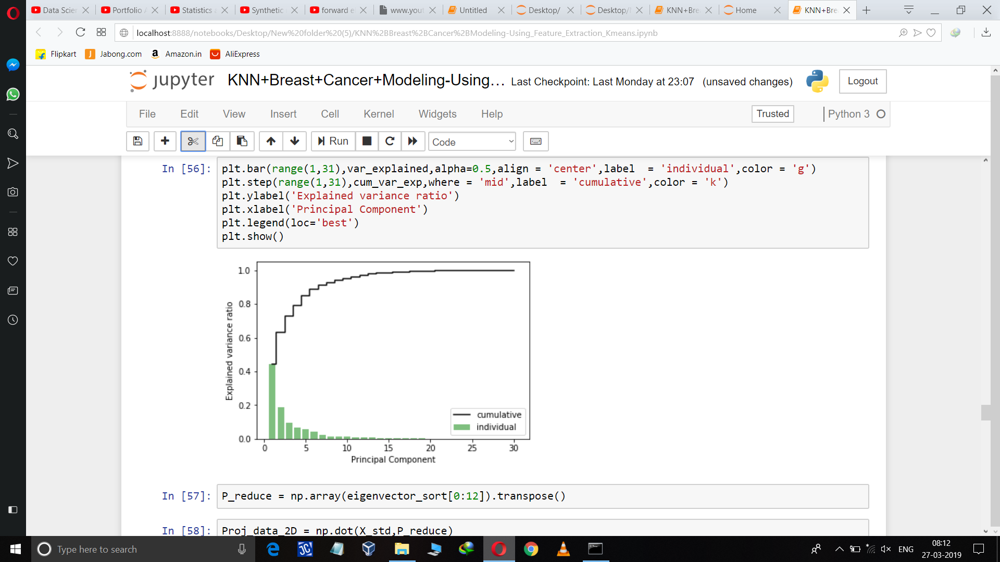 Data Scien
Portfolio A
Statistics a
Synthetic
forward e
www.yout
Untitled
Desktop/
Desktop/
KNN+Bre
Home
KNN+Bre
localhost:8888/notebooks/Desktop/New%20folder%20(5)/KNN%2BBreast%2BCancer%2BModeling-Using_Feature_Extraction_Kmeans.ipynb
Flipkart
Jabong.com
Amazon.in
AliExpress
jupyter KNN+Breast+Cancer+Modeling-Using... Last Checkpoint: Last Monday at 23:07 (unsaved changes)
Logout
File Edit View Insert Cell Kernel Widgets Help
Trusted
Python 3
Run
Code
In [56]:
plt.bar(range(1,31),var_explained,alpha=0.5,align = 'center',label  = 'individual',color = 'g')
plt.step(range(1,31),cum_var_exp,where = 'mid',label  = 'cumulative',color = 'k')
plt.ylabel('Explained variance ratio')
plt.xlabel('Principal Component')
plt.legend(loc='best')
plt.show()
1.0
0.8
0.6
0.4
0.2
0.0
Explained variance ratio
cumulative
individual
0 5 10 15 20 25 30
Principal Component
In [57]:
P_reduce = np.array(eigenvector_sort[0:12]).transpose()
In [58]:
Proj_data_2D = np.dot(X_std,P_reduce)
Type here to search
JC
ENG
08:12
27-03-2019